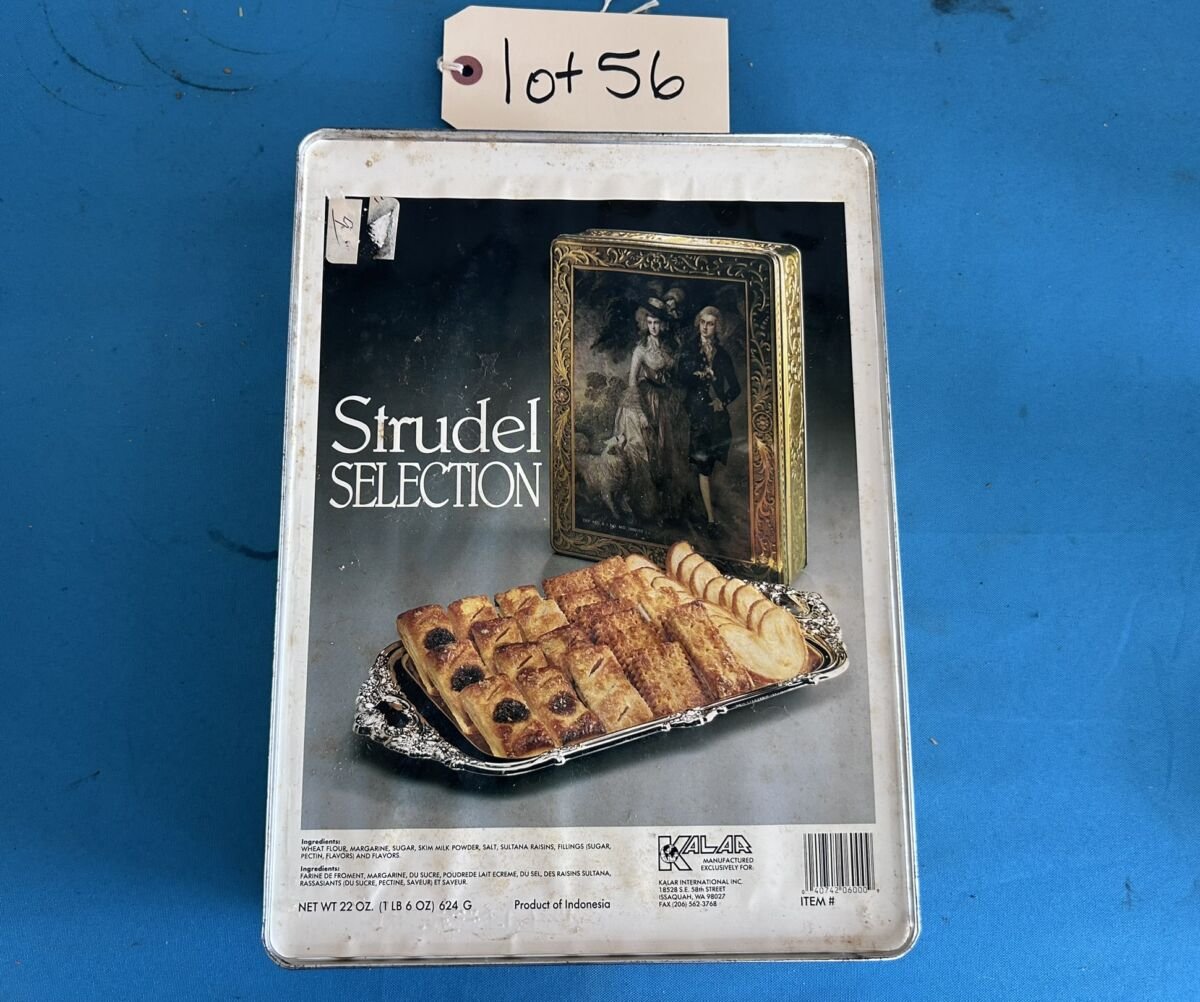 lot 56
Strudel
SELECTION
Ingredients:
WHEAT FLOUR, MARGARINE, SUGAR, SKIM MILK POWDER, SALT, SULTANA RAISINS, FILLINGS (SUGAR,
PECTIN, FLAVORS) AND FLAVORS.
Ingredients:
FARINE DE FROMENT, MARGARINE, DU SUCRE, POUDREDE LAIT ECREME, DU SEL, DES RAISINS SULTANA,
RASSASIANTS (DU SUCRE, PECTINE, SAVEUR) ET SAVEUR.
NET WT 22 OZ. (1 LB 6 OZ) 624 G
Product of Indonesia
KALAR
MANUFACTURED
EXCLUSIVELY FOR:
KALAR INTERNATIONAL INC.
18528 S.E. 58th STREET
ISSAQUAH, WA 98027
FAX (206) 562-3768
0 40742 06000
ITEM #